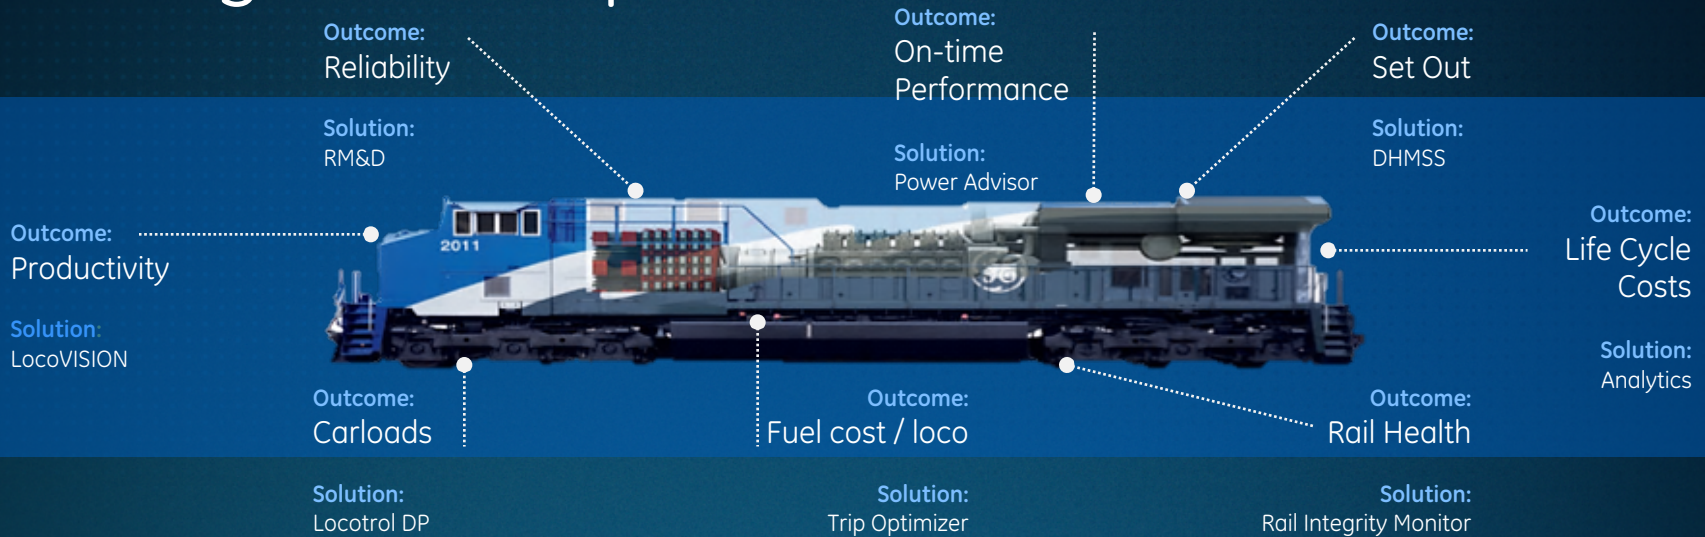 Outcome:
Reliability
Solution:
RM&D
Outcome:
On-time
Performance
Solution:
Power Advisor
Outcome:
Set Out
Solution:
DHMSS
Outcome:
Productivity
Solution:
LocoVISION
2011
Outcome:
Life Cycle
Costs
Solution:
Analytics
Outcome:
Carloads
Solution:
Locotrol DP
Outcome:
Fuel cost / loco
Solution:
Trip Optimizer
Outcome:
Rail Health
Solution:
Rail Integrity Monitor